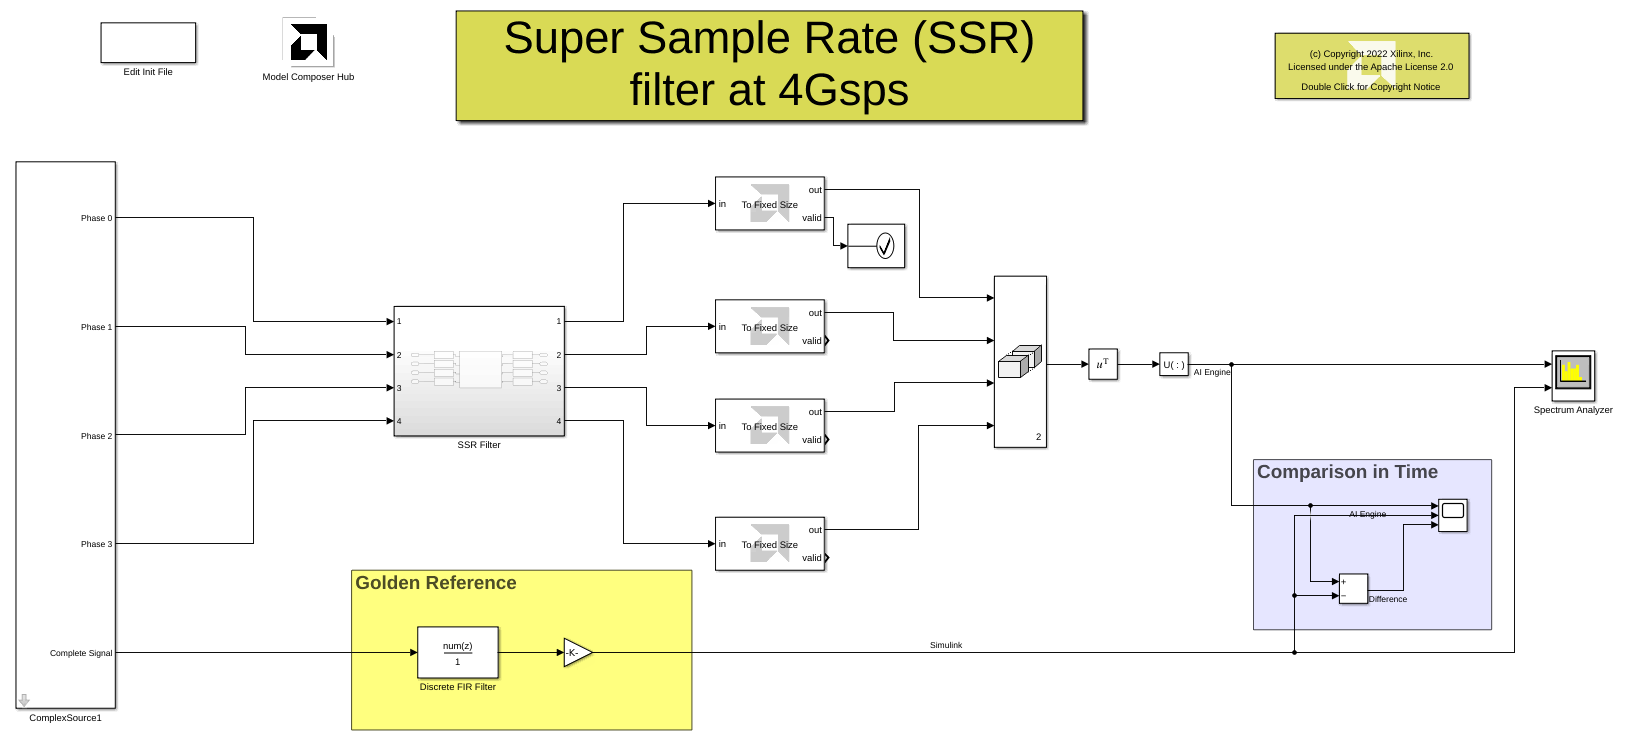 Super Sample Rate (SSR)
filter at 4Gsps
Edit Init File
Model Composer Hub
(c) Copyright 2022 Xilinx, Inc.
Licensed under the Apache License 2.0
Double Click for Copyright Notice
Phase 0
Phase 1
Phase 2
Phase 3
Complete Signal
ComplexSource1
1
2
3
4
1
2
3
4
SSR Filter
in
To Fixed Size
out
valid
in
To Fixed Size
out
valid
in
To Fixed Size
out
valid
in
To Fixed Size
out
valid
2
uT
U( : )
AI Engine
Spectrum Analyzer
Comparison in Time
AI Engine
+
−
Difference
Golden Reference
num(z)
1
Discrete FIR Filter
-K-
Simulink